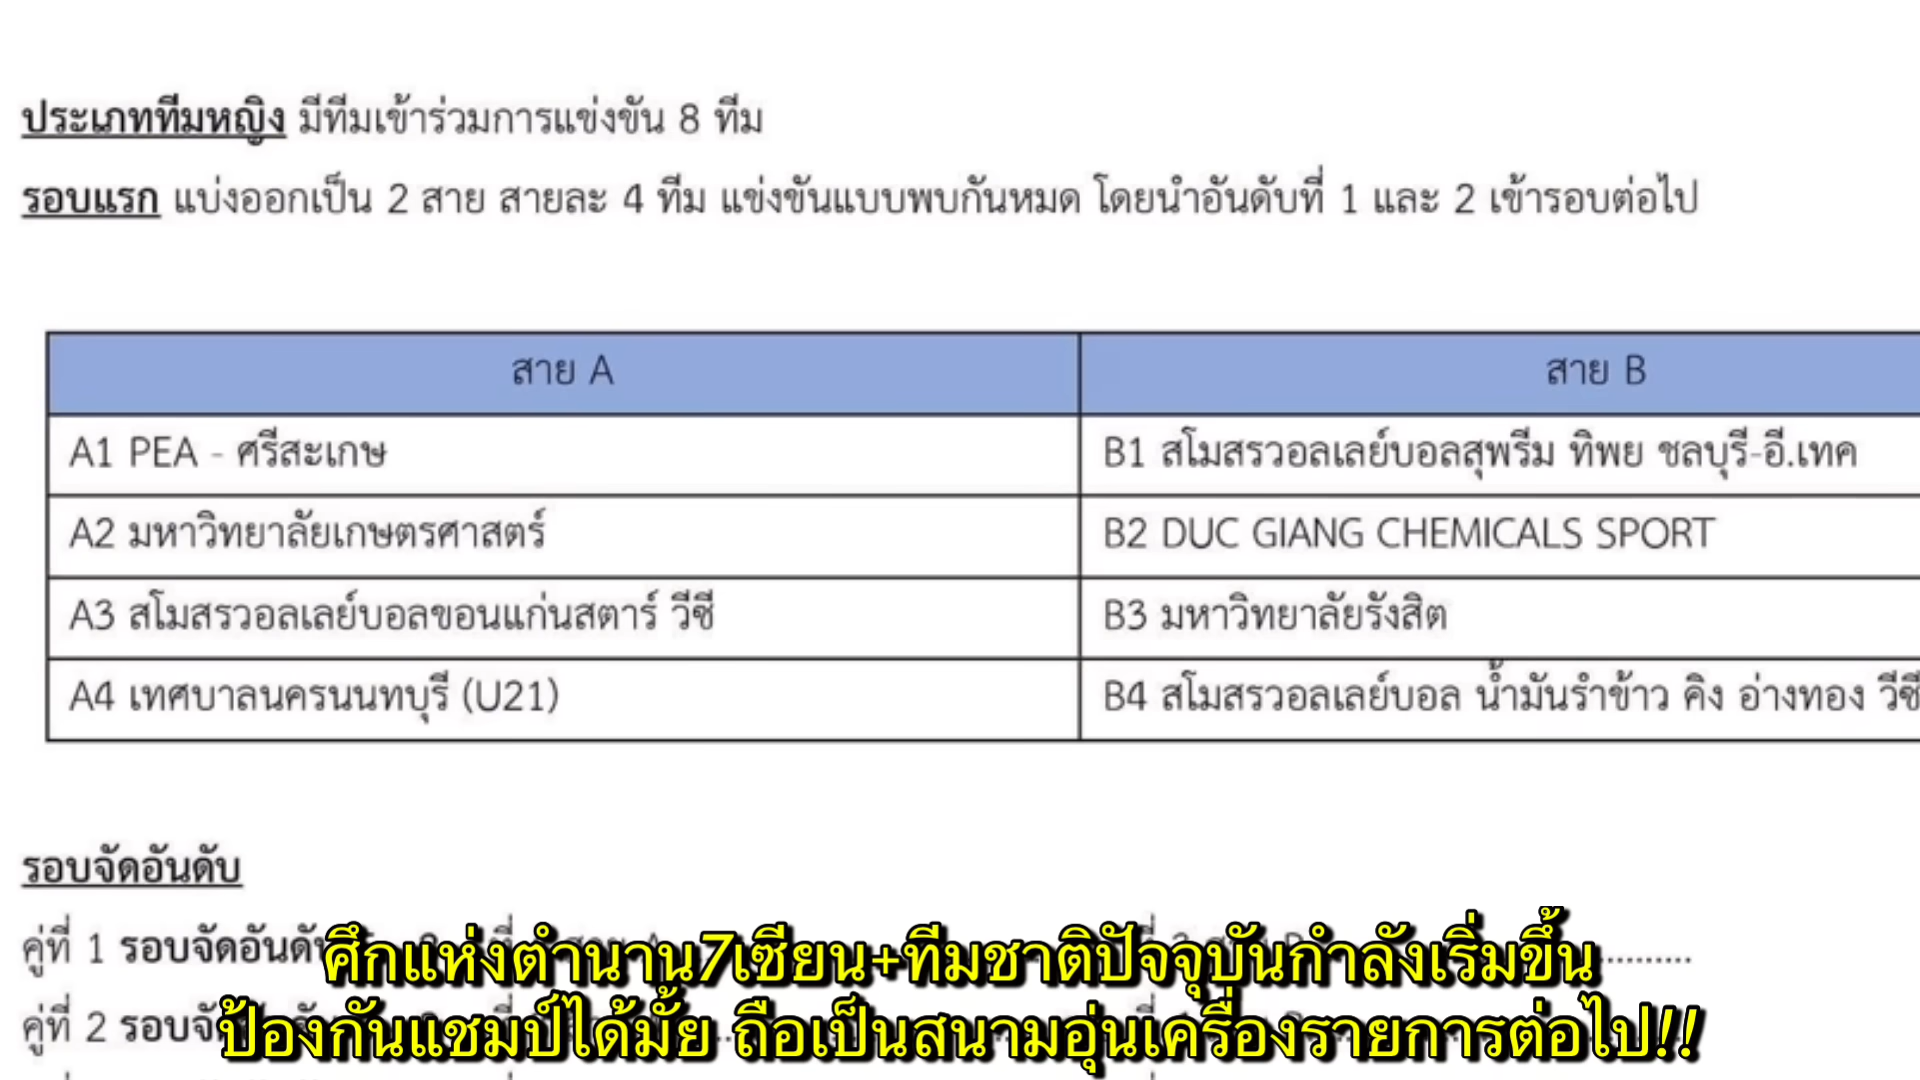 ประเภททีมหญิง มีทีมเข้าร่วมการแข่งขัน 8 ทีม
รอบแรก แบ่งออกเป็น 2 สาย สายละ 4 ทีม แข่งขันแบบพบกันหมด โดยนำอันดับที่ 1 และ 2 เข้ารอบต่อไป
สาย A
สาย B
A1 PEA - ศรีสะเกษ
B1 สโมสรวอลเลย์บอลสุพรีม ทิพย ชลบุรี-อี.เทค
A2 มหาวิทยาลัยเกษตรศาสตร์
B2 DUC GIANG CHEMICALS SPORT
A3 สโมสรวอลเลย์บอลขอนแก่นสตาร์ วีซี
B3 มหาวิทยาลัยรังสิต
A4 เทศบาลนครนนทบุรี (U21)
B4 สโมสรวอลเลย์บอล น้ำมันรำข้าว คิง อ่างทอง วีซี
รอบจัดอันดับ
คู่ที่ 1 รอบจัดอันดับ
คู่ที่ 2
ศึกแห่งตำนาน7เซียน+ทีมชาติปัจจุบันกำลังเริ่มขึ้น
ป้องกันแชมป์ได้มั้ย ถือเป็นสนามอุ่นเครื่องรายการต่อไป!!